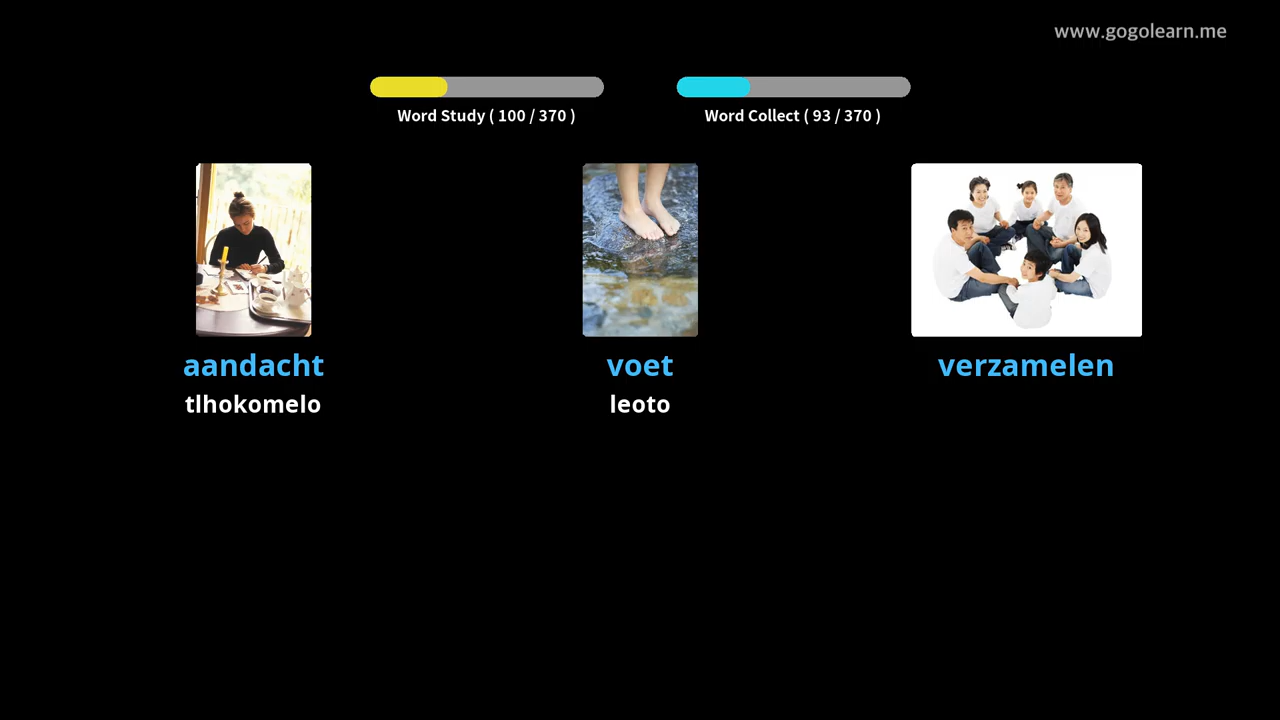 www.gogolearn.me
Word Study ( 100 / 370 )
Word Collect ( 93 / 370 )
aandacht
voet
verzamelen
tlhokomelo
leoto